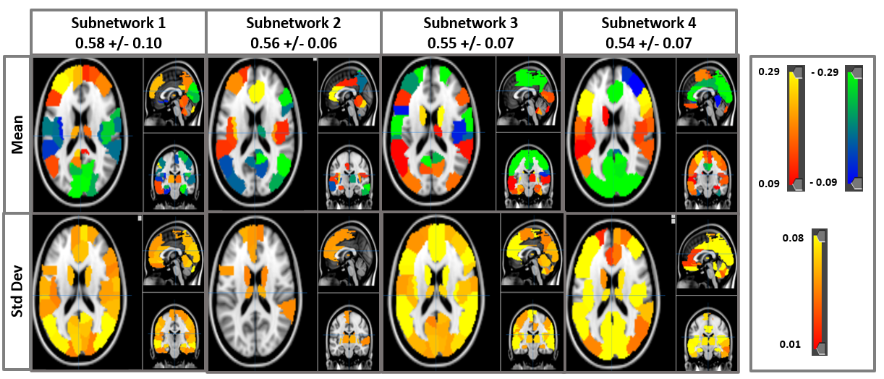 Subnetwork 1
0.58 +/- 0.10
Subnetwork 2
0.56 +/- 0.06
Subnetwork 3
0.55 +/- 0.07
Subnetwork 4
0.54 +/- 0.07
Mean
Std Dev
0.29
- 0.29
0.09
- 0.09
0.08
0.01